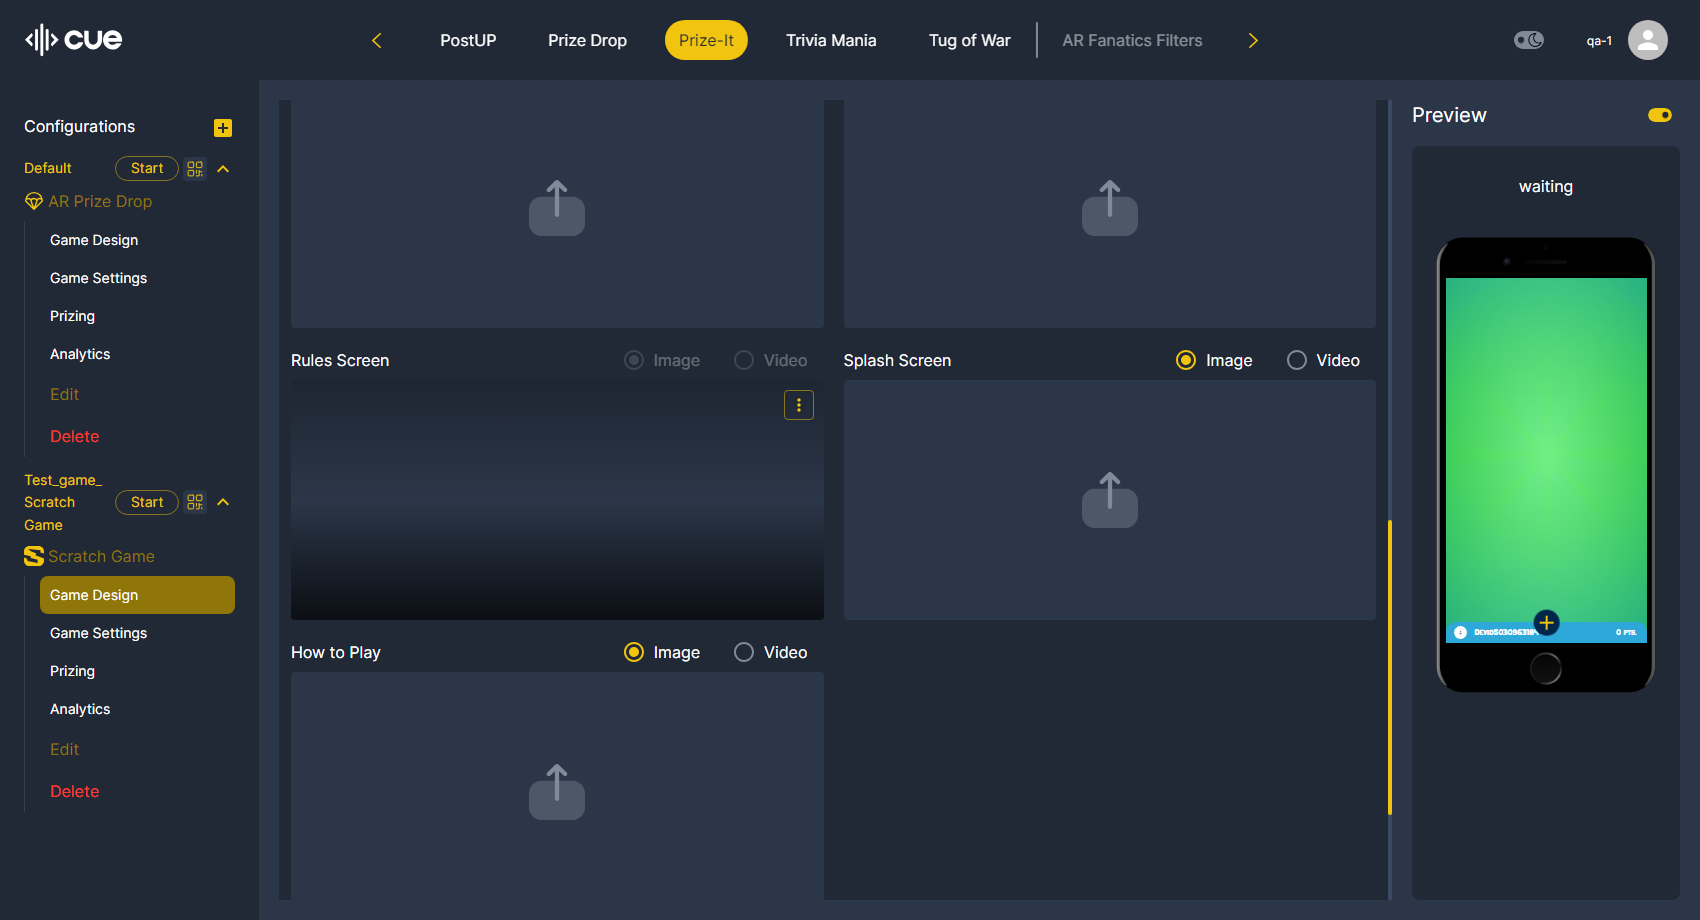 cue
PostUP
Prize Drop
Prize-It
Trivia Mania
Tug of War
AR Fanatics Filters
qa-1
Configurations
Default
Start
AR Prize Drop
Game Design
Game Settings
Prizing
Analytics
Edit
Delete
Test_game_
Scratch
Game
Start
Scratch Game
Game Design
Game Settings
Prizing
Analytics
Edit
Delete
Rules Screen
Image
Video
Splash Screen
Image
Video
How to Play
Image
Video
Preview
waiting
0 PTS.